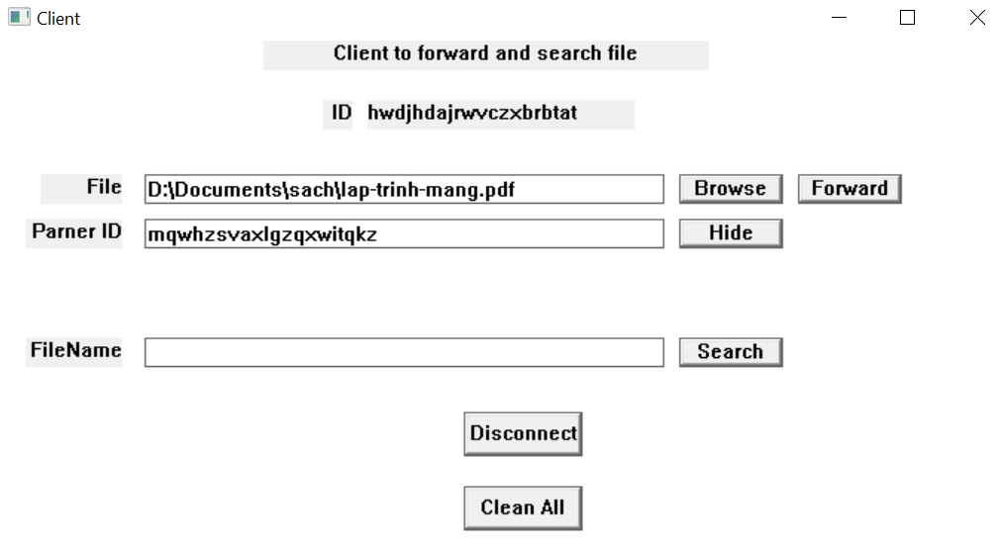 Client
Client to forward and search file
ID hwdjhdajrwvczxbrbtat
File D:\Documents\sach\lap-trinh-mang.pdf Browse Forward
Parner ID mqwhzsvaxlgzqxwitqkz Hide
FileName Search
Disconnect
Clean All